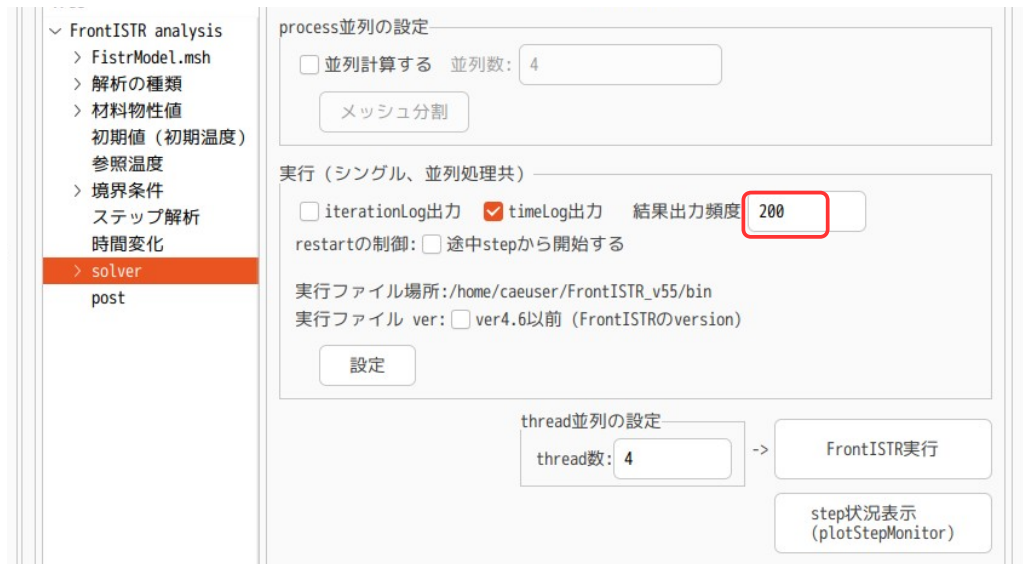 FrontISTR analysis
FistrModel.msh
解析の種類
材料物性値
初期値（初期温度）
参照温度
境界条件
ステップ解析
時間変化
solver
post
process並列の設定
並列計算する 並列数: 4
メッシュ分割
実行（シングル、並列処理共）
iterationLog出力 timeLog出力 結果出力頻度 200
restartの制御: 途中stepから開始する
実行ファイル場所:/home/caeuser/FrontISTR_v55/bin
実行ファイル ver: ver4.6以前（FrontISTRのversion）
設定
thread並列の設定
thread数: 4
-> FrontISTR実行
step状況表示
(plotStepMonitor)